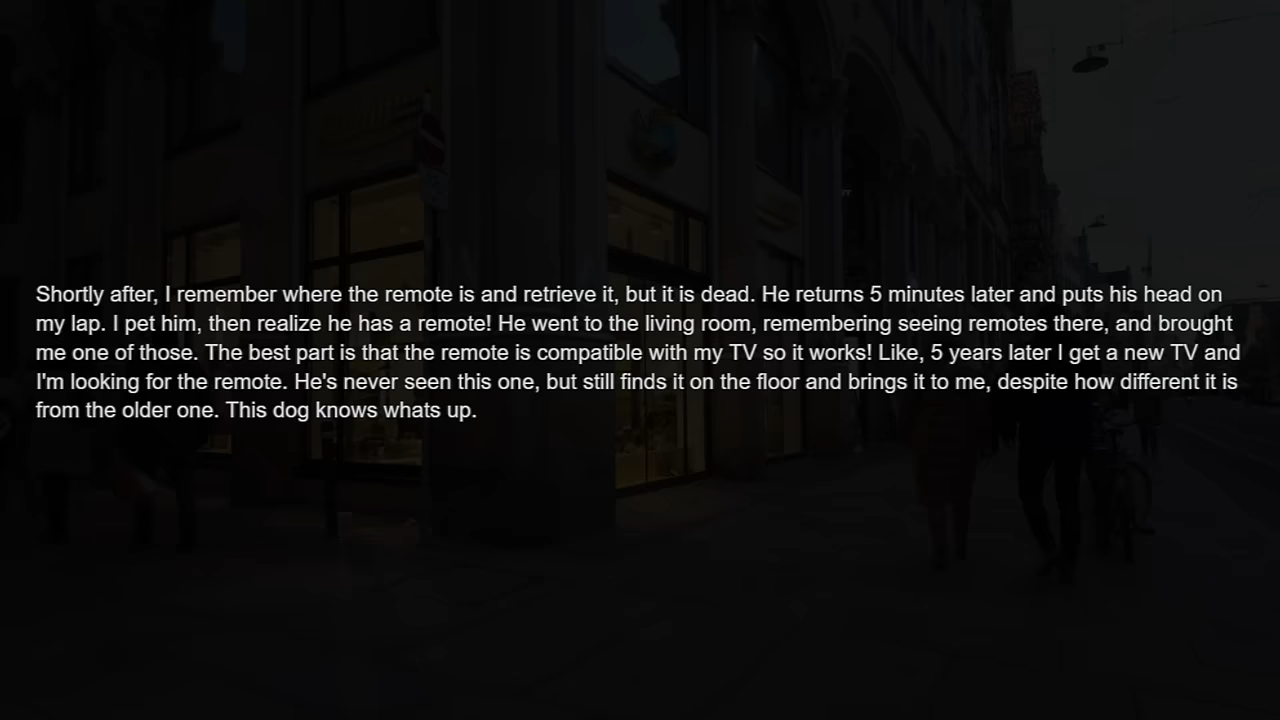 Shortly after, I remember where the remote is and retrieve it, but it is dead. He returns 5 minutes later and puts his head on
my lap. I pet him, then realize he has a remote! He went to the living room, remembering seeing remotes there, and brought
me one of those. The best part is that the remote is compatible with my TV so it works! Like, 5 years later I get a new TV and
I'm looking for the remote. He's never seen this one, but still finds it on the floor and brings it to me, despite how different it is
from the older one. This dog knows whats up.